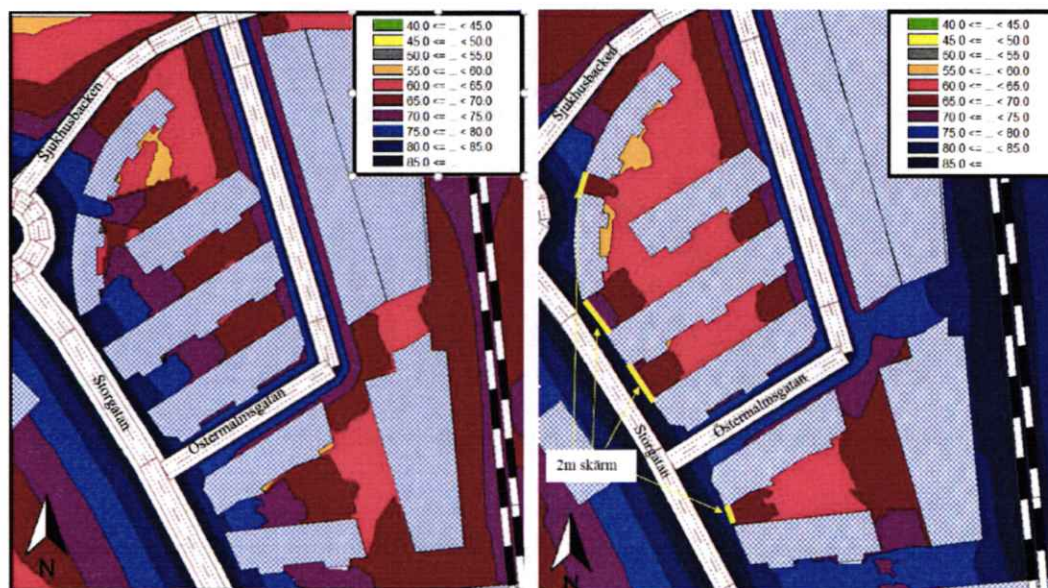 40.0 <= _ < 45.0
45.0 <= _ < 50.0
50.0 <= _ < 55.0
55.0 <= _ < 60.0
60.0 <= _ < 65.0
65.0 <= _ < 70.0
70.0 <= _ < 75.0
75.0 <= _ < 80.0
80.0 <= _ < 85.0
85.0 <= _
Sjukhusbacken
Storgatan
Östermalmsgatan
N
40.0 <= _ < 45.0
45.0 <= _ < 50.0
50.0 <= _ < 55.0
55.0 <= _ < 60.0
60.0 <= _ < 65.0
65.0 <= _ < 70.0
70.0 <= _ < 75.0
75.0 <= _ < 80.0
80.0 <= _ < 85.0
85.0 <=
Sjukhusbacken
Storgatan
Östermalmsgatan
2m skärm
N